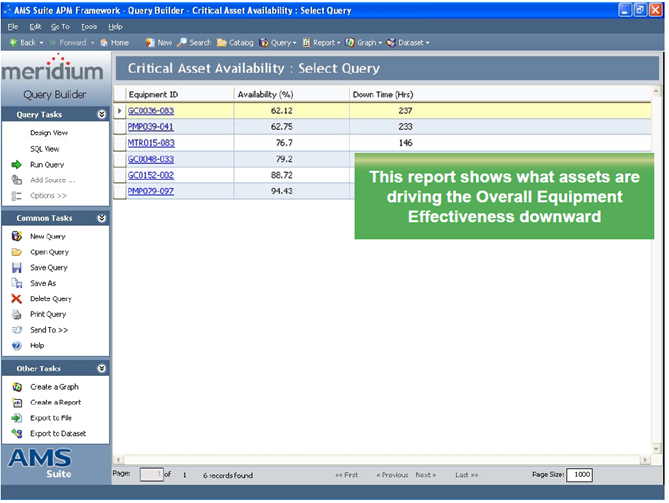 AMS Suite APM Framework - Query Builder - Critical Asset Availability : Select Query
File Edit Go To Tools Help
Back Forward Home New Search Catalog Query Report Graph Dataset
meridium
Query Builder
Query Tasks
Design View
SQL View
Run Query
Add Source ...
Options >>
Common Tasks
New Query
Open Query
Save Query
Save As
Delete Query
Print Query
Send To >>
Help
Other Tasks
Create a Graph
Create a Report
Export to File
Export to Dataset
AMS
Suite
Critical Asset Availability : Select Query
Equipment ID Availability (%) Down Time (Hrs)
GC0036-083 62.12 237
PMP039-041 62.75 233
MTR015-083 76.7 146
GC0048-033 79.2
GC0152-002 88.72
PMP079-097 94.43
This report shows what assets are
driving the Overall Equipment
Effectiveness downward
Page: 1 of 1 6 records found << First < Previous Next > Last >> Page Size: 1000